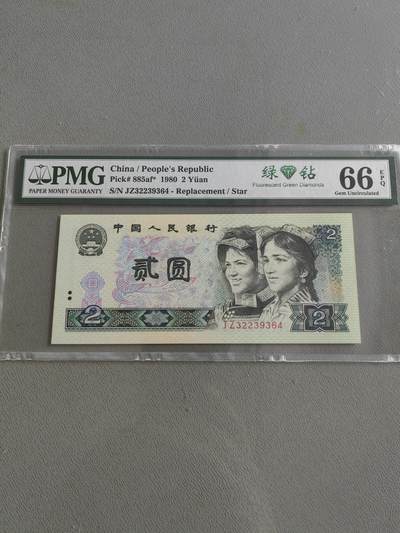 PMG
PAPER MONEY GUARANTY
China / People's Republic
Pick# 885af* 1980 2 Yüan
S/N JZ32239364 - Replacement / Star
绿 钻
Fluorescent Green Diamonds
66 EPQ
Gem Uncirculated
中国人民银行
贰圆
2
JZ32239364
2
2